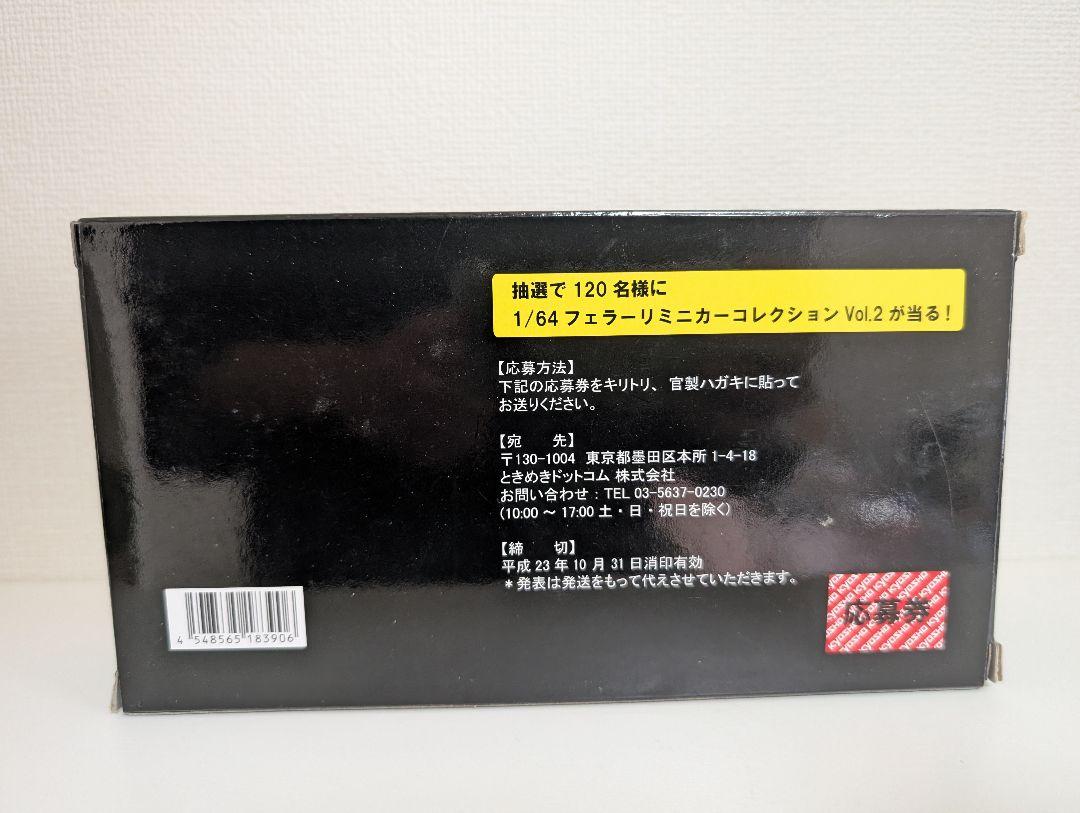 抽選で 120 名様に
1/64 フェラーリミニカーコレクション Vol.2 が当る!
【応募方法】
下記の応募券をキリトリ、官製ハガキに貼って
お送りください。
【宛 先】
〒130-1004 東京都墨田区本所 1-4-18
ときめきドットコム 株式会社
お問い合わせ : TEL 03-5637-0230
(10:00 ~ 17:00 土・日・祝日を除く)
【締 切】
平成 23 年 10 月 31 日消印有効
*発表は発送をもって代えさせていただきます。
応募券
KYOSHO
4 548565 183906